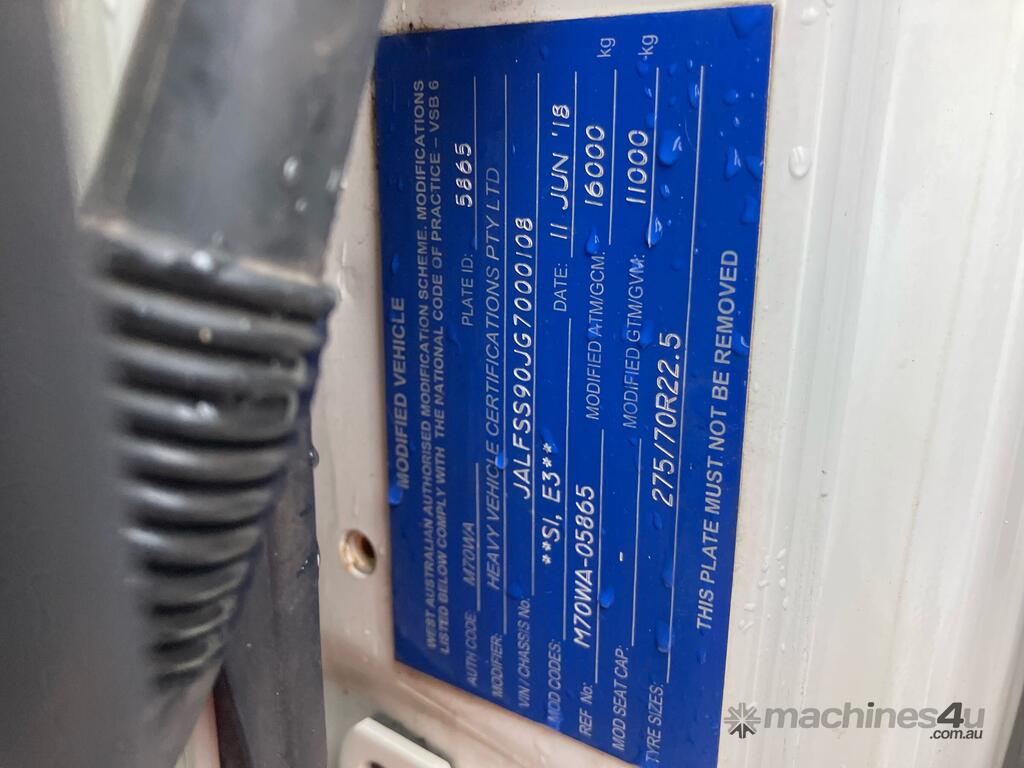 MODIFIED VEHICLE
WEST AUSTRALIAN AUTHORISED MODIFICATION SCHEME. MODIFICATIONS
LISTED BELOW COMPLY WITH THE NATIONAL CODE OF PRACTICE – VSB 6
AUTH CODE: M70WA PLATE ID: 5865
MODIFIER: HEAVY VEHICLE CERTIFICATIONS PTY LTD
VIN / CHASSIS No: JALFSS90JG7000108
MOD CODES: **S1, E3** DATE: 11 JUN '18
REF No: M70WA-05865 MODIFIED ATM/GCM: 16000 kg
MOD SEAT CAP: - MODIFIED GTM/GVM: 11000 kg
TYRE SIZES: 275/70R22.5
THIS PLATE MUST NOT BE REMOVED
machines4u
.com.au